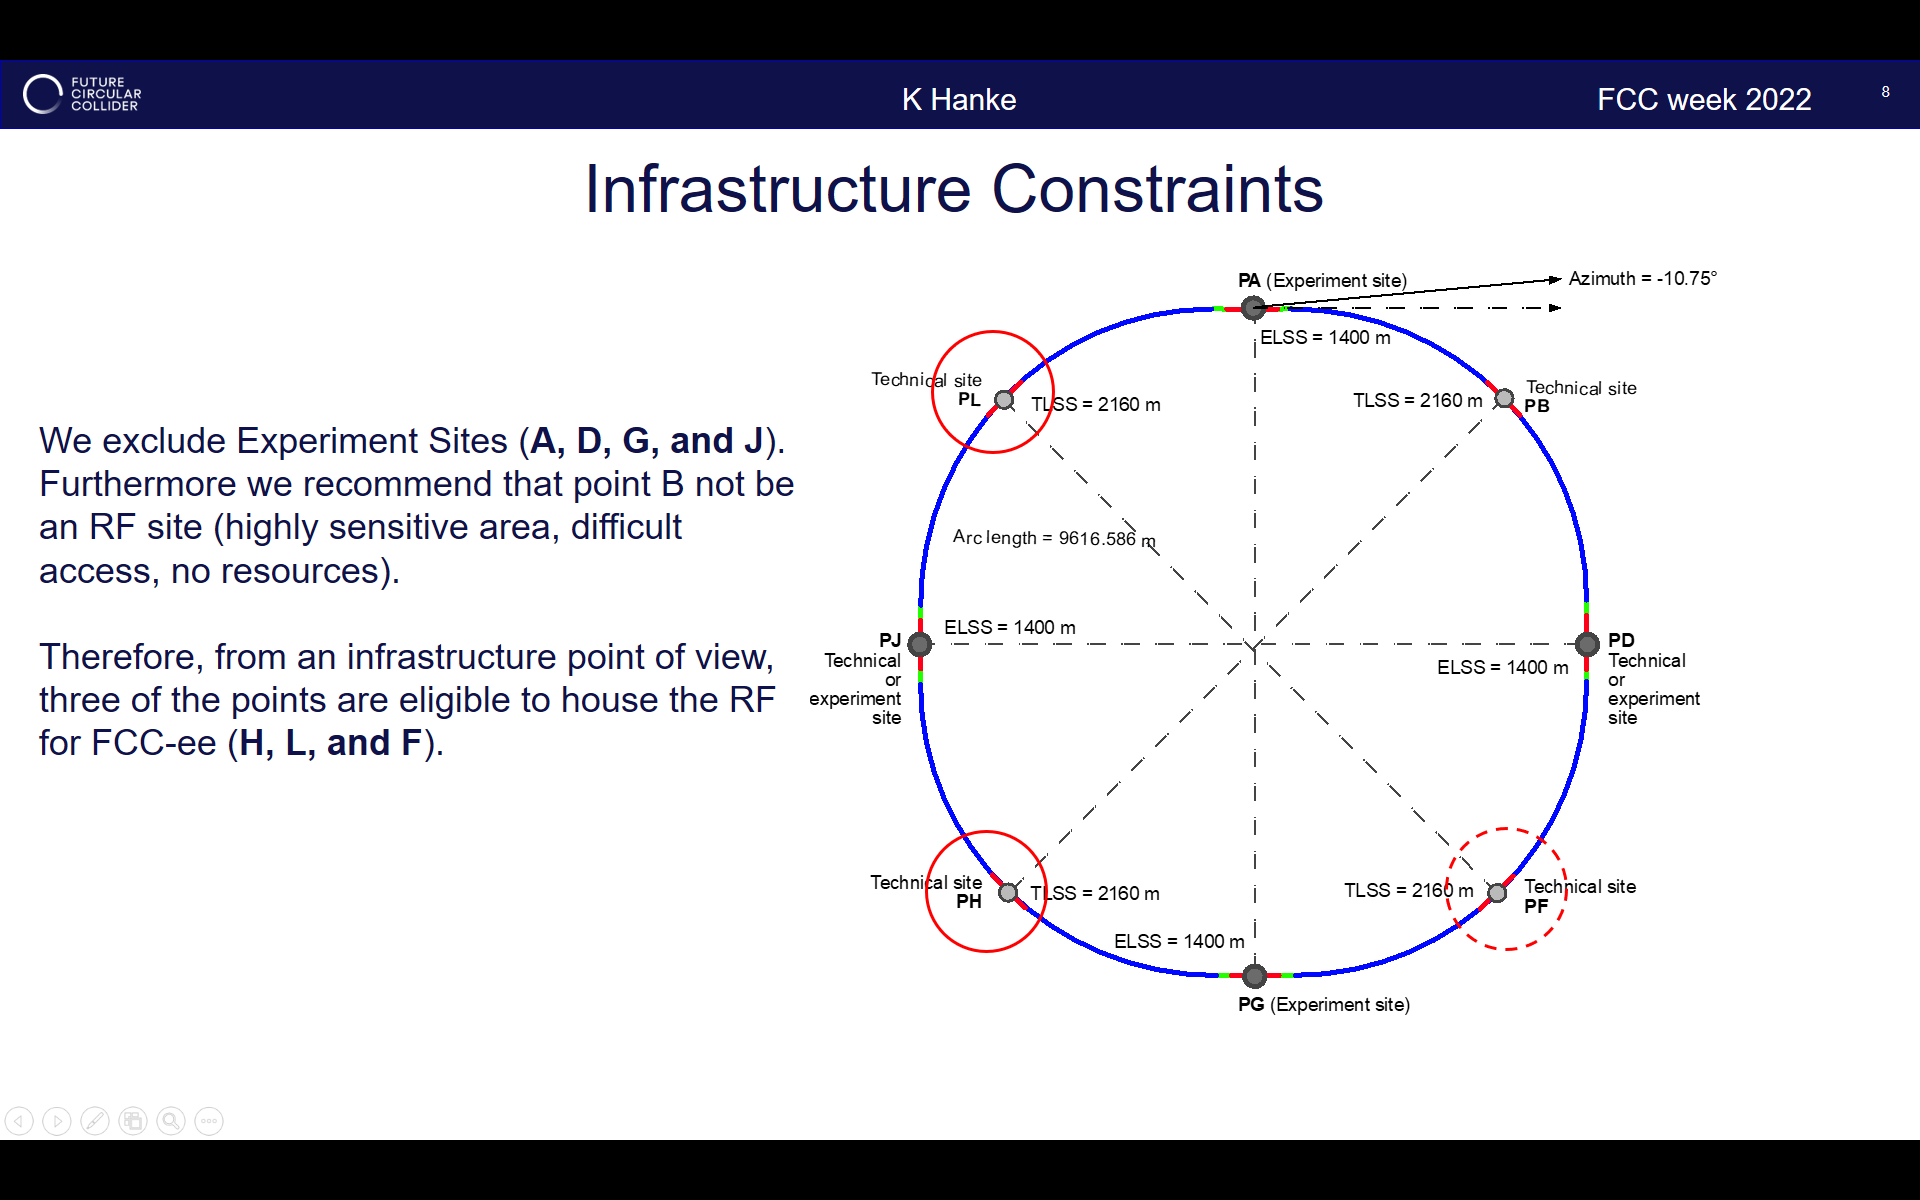 FUTURE
CIRCULAR
COLLIDER
K Hanke
FCC week 2022
8
Infrastructure Constraints
We exclude Experiment Sites (A, D, G, and J).
Furthermore we recommend that point B not be
an RF site (highly sensitive area, difficult
access, no resources).
Therefore, from an infrastructure point of view,
three of the points are eligible to house the RF
for FCC-ee (H, L, and F).
PA (Experiment site)
Azimuth = -10.75°
ELSS = 1400 m
Technical site
PL
TLSS = 2160 m
TLSS = 2160 m
Technical site
PB
Arc length = 9616.586 m
ELSS = 1400 m
PJ
Technical
or
experiment
site
ELSS = 1400 m
PD
Technical
or
experiment
site
Technical site
PH
TLSS = 2160 m
TLSS = 2160 m
Technical site
PF
ELSS = 1400 m
PG (Experiment site)